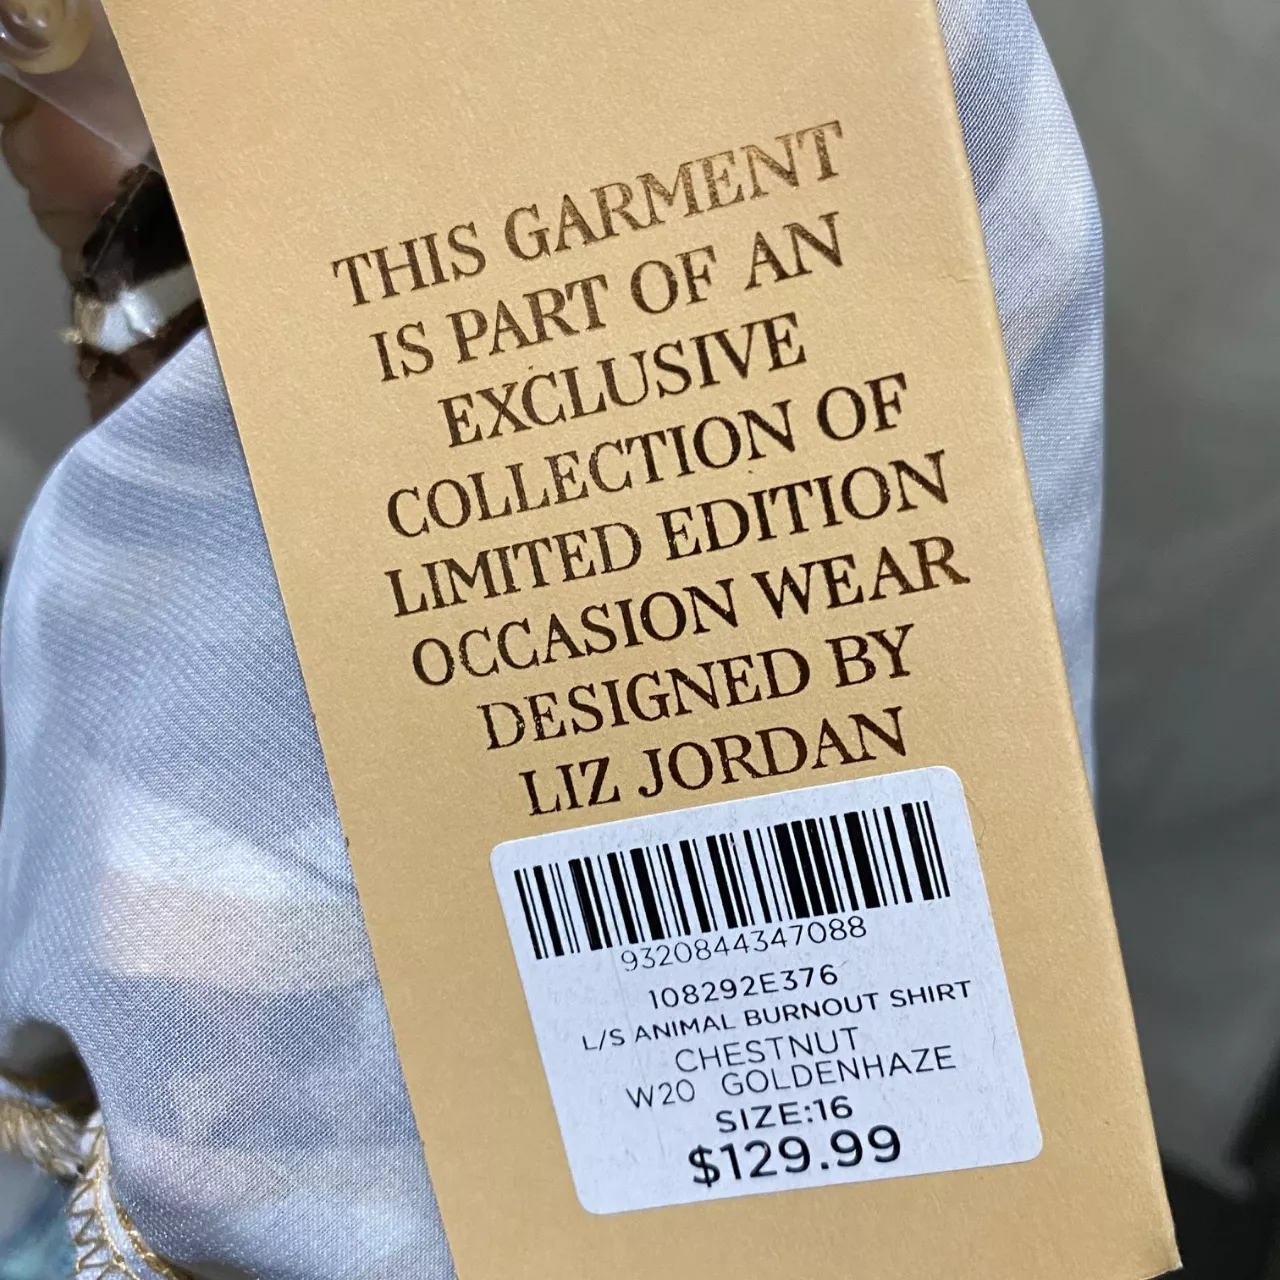 THIS GARMENT
IS PART OF AN
EXCLUSIVE
COLLECTION OF
LIMITED EDITION
OCCASION WEAR
DESIGNED BY
LIZ JORDAN
9320844347088
108292E376
L/S ANIMAL BURNOUT SHIRT
CHESTNUT
W20 GOLDENHAZE
SIZE:16
$129.99